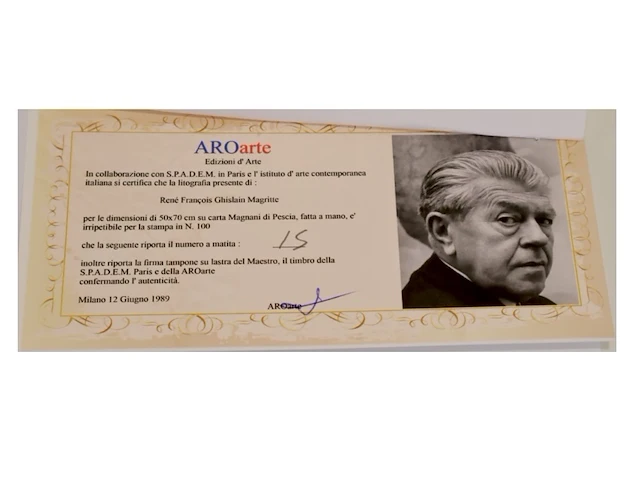 AROarte
Edizioni d' Arte
In collaborazione con S.P.A.D.E.M. in Paris e l' istituto d' arte contemporanea
italiana si certifica che la litografia presente di :
René François Ghislain Magritte
per le dimensioni di 50x70 cm su carta Magnani di Pescia, fatta a mano, e'
irripetibile per la stampa in N. 100
che la seguente riporta il numero a matita : 15
inoltre riporta la firma tampone su lastra del Maestro, il timbro della
S.P.A.D.E.M. Paris e della AROarte
confermando l' autenticità.
Milano 12 Giugno 1989
AROarte